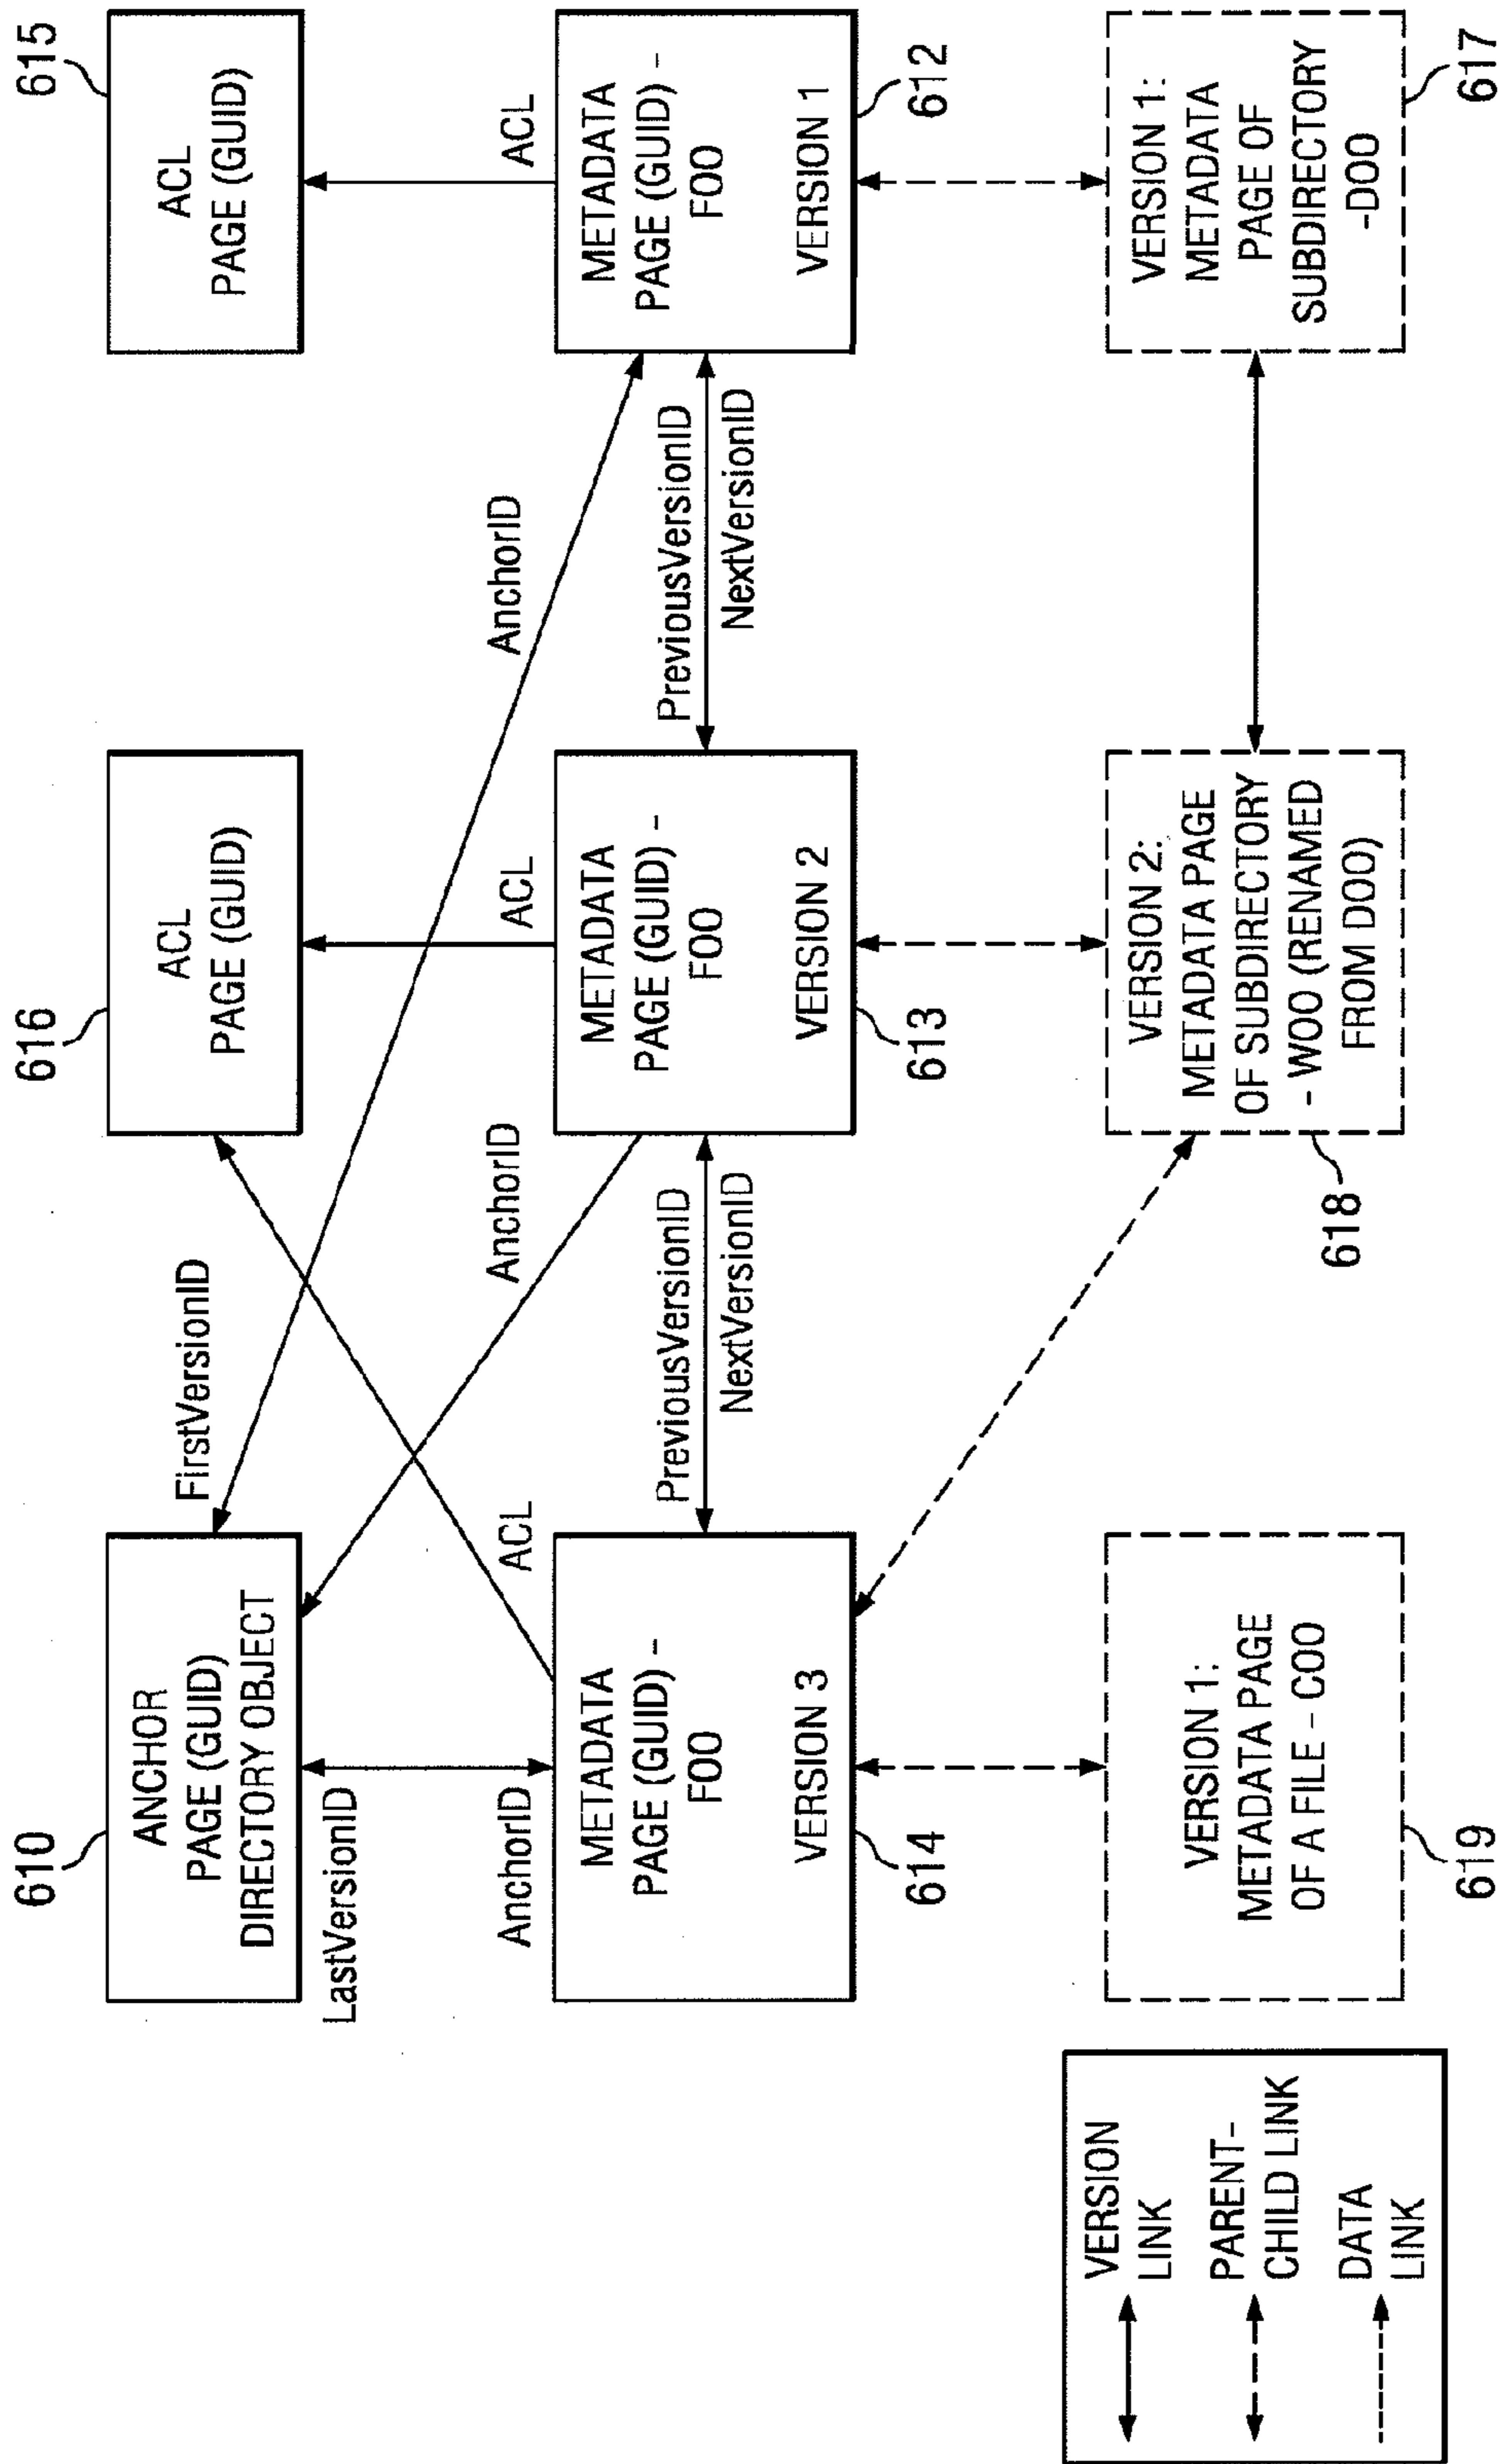 610
ANCHOR
PAGE (GUID)
DIRECTORY OBJECT
616
ACL
PAGE (GUID)
615
ACL
PAGE (GUID)
FirstVersionID
LastVersionID
AnchorID
ACL
AnchorID
ACL
AnchorID
ACL
METADATA
PAGE (GUID) -
FOO
VERSION 3
614
PreviousVersionID
NextVersionID
METADATA
PAGE (GUID) -
FOO
VERSION 2
613
PreviousVersionID
NextVersionID
METADATA
PAGE (GUID) -
FOO
VERSION 1
612
VERSION 1:
METADATA PAGE
OF A FILE - COO
619
VERSION 2:
METADATA PAGE
OF SUBDIRECTORY
- WOO (RENAMED
FROM DOO)
618
VERSION 1:
METADATA
PAGE OF
SUBDIRECTORY
-DOO
617
VERSION
LINK
PARENT-
CHILD LINK
DATA
LINK